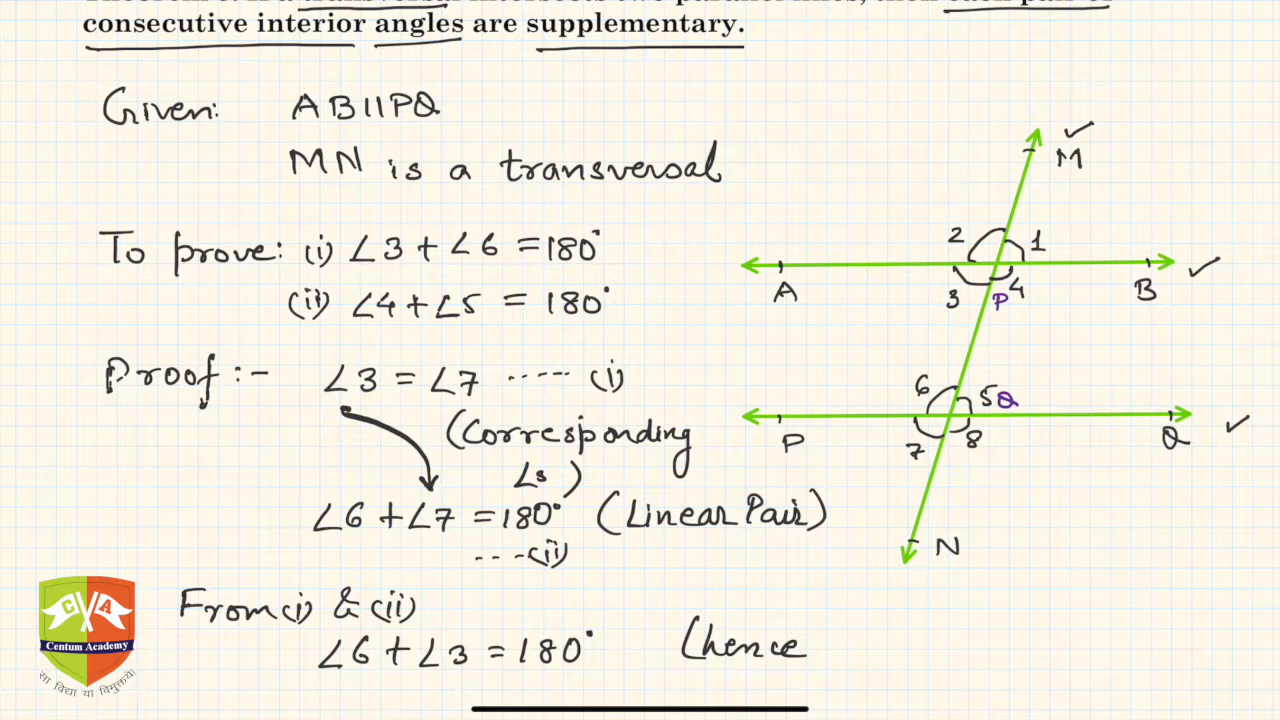 consecutive interior angles are supplementary.
Given: AB||PQ
MN is a transversal
To prove: (i) ∠3 + ∠6 = 180°
(ii) ∠4 + ∠5 = 180°
Proof :- ∠3 = ∠7 ----- (i)
(Corresponding
∠s)
∠6 + ∠7 = 180° (Linear Pair)
---- (ii)
From (i) & (ii)
∠6 + ∠3 = 180° (hence
M
2 1
A 3 P 4 B
6 5 Q
P 7 8 Q
N
C A
Centum Academy
सा विद्या या विमुक्तये।